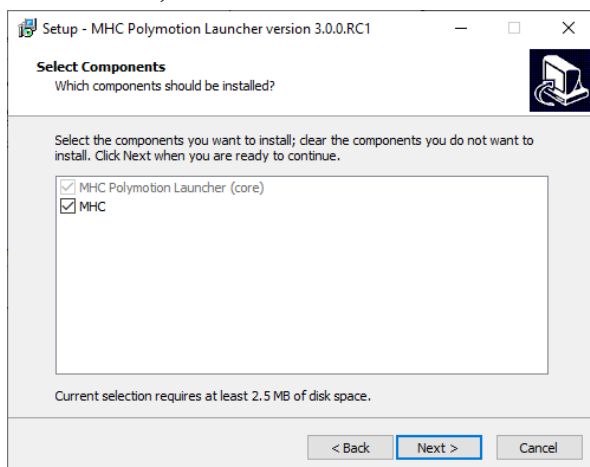 Setup - MHC Polymotion Launcher version 3.0.0.RC1
Select Components
Which components should be installed?
Select the components you want to install; clear the components you do not want to
install. Click Next when you are ready to continue.
MHC Polymotion Launcher (core)
MHC
Current selection requires at least 2.5 MB of disk space.
< Back Next > Cancel